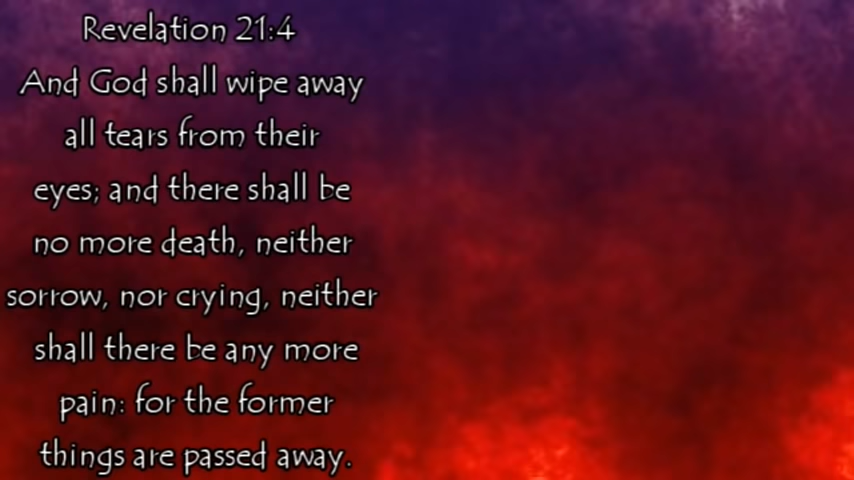 Revelation 21:4
And God shall wipe away
all tears from their
eyes; and there shall be
no more death, neither
sorrow, nor crying, neither
shall there be any more
pain: for the former
things are passed away.